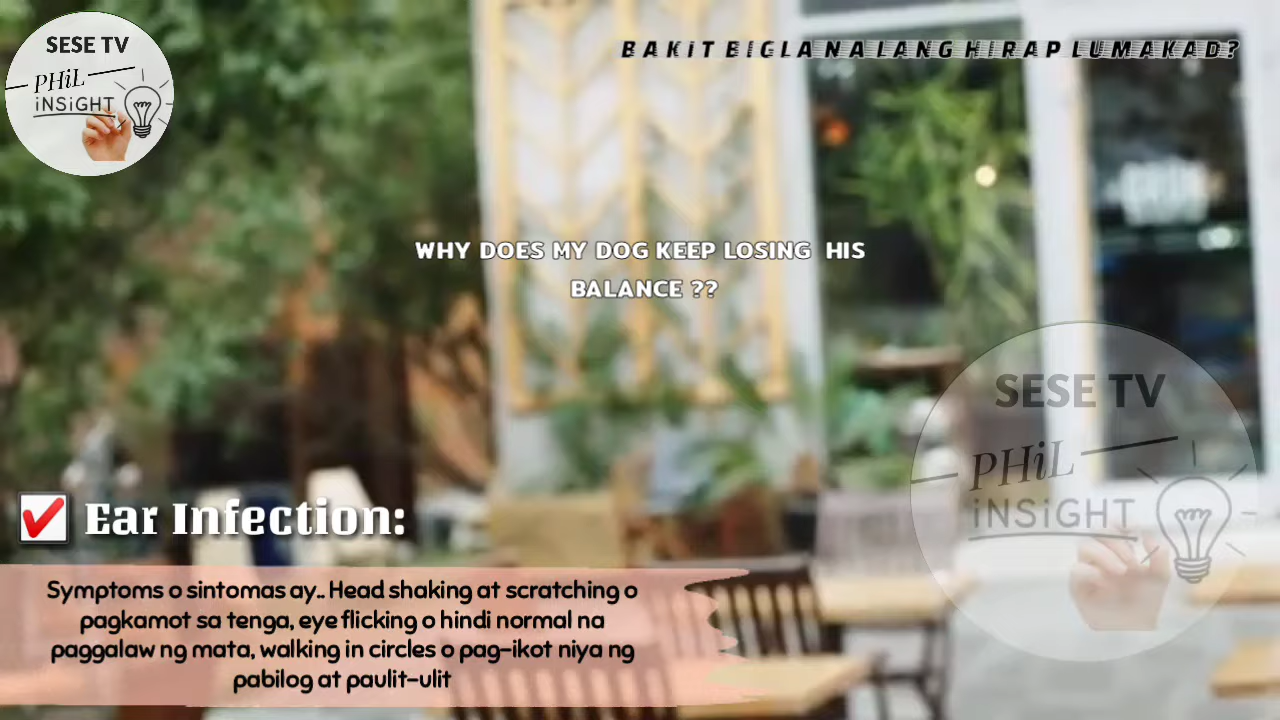 SESE TV
PHiL
iNSiGHT
BAKiT BIGLA NA LANG HIRAP LUMAKAD?
WHY DOES MY DOG KEEP LOSING HIS
BALANCE ??
SESE TV
PHiL
iNSiGHT
Ear Infection:
Symptoms o sintomas ay.. Head shaking at scratching o
pagkamot sa tenga, eye flicking o hindi normal na
paggalaw ng mata, walking in circles o pag-ikot niya ng
pabilog at paulit-ulit